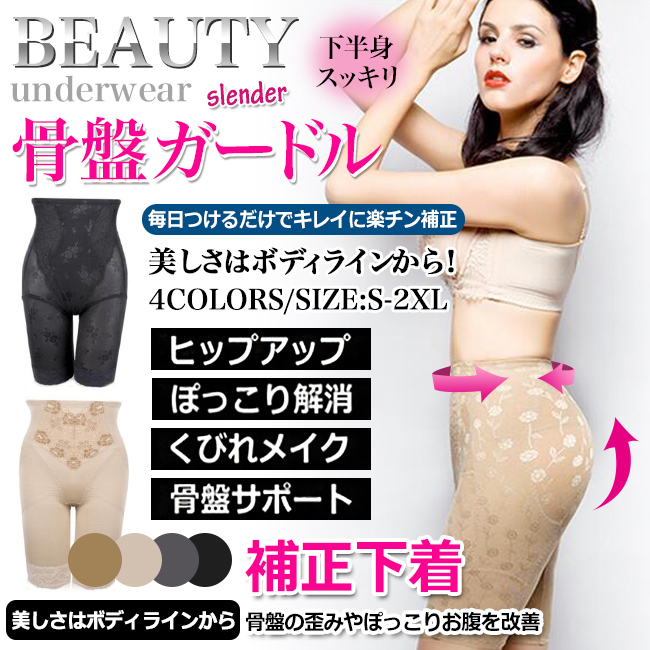 BEAUTY
underwear slender
下半身
スッキリ
骨盤ガードル
毎日つけるだけでキレイに楽チン補正
美しさはボディラインから!
4COLORS/SIZE:S-2XL
ヒップアップ
ぽっこり解消
くびれメイク
骨盤サポート
補正下着
美しさはボディラインから
骨盤の歪みやぽっこりお腹を改善